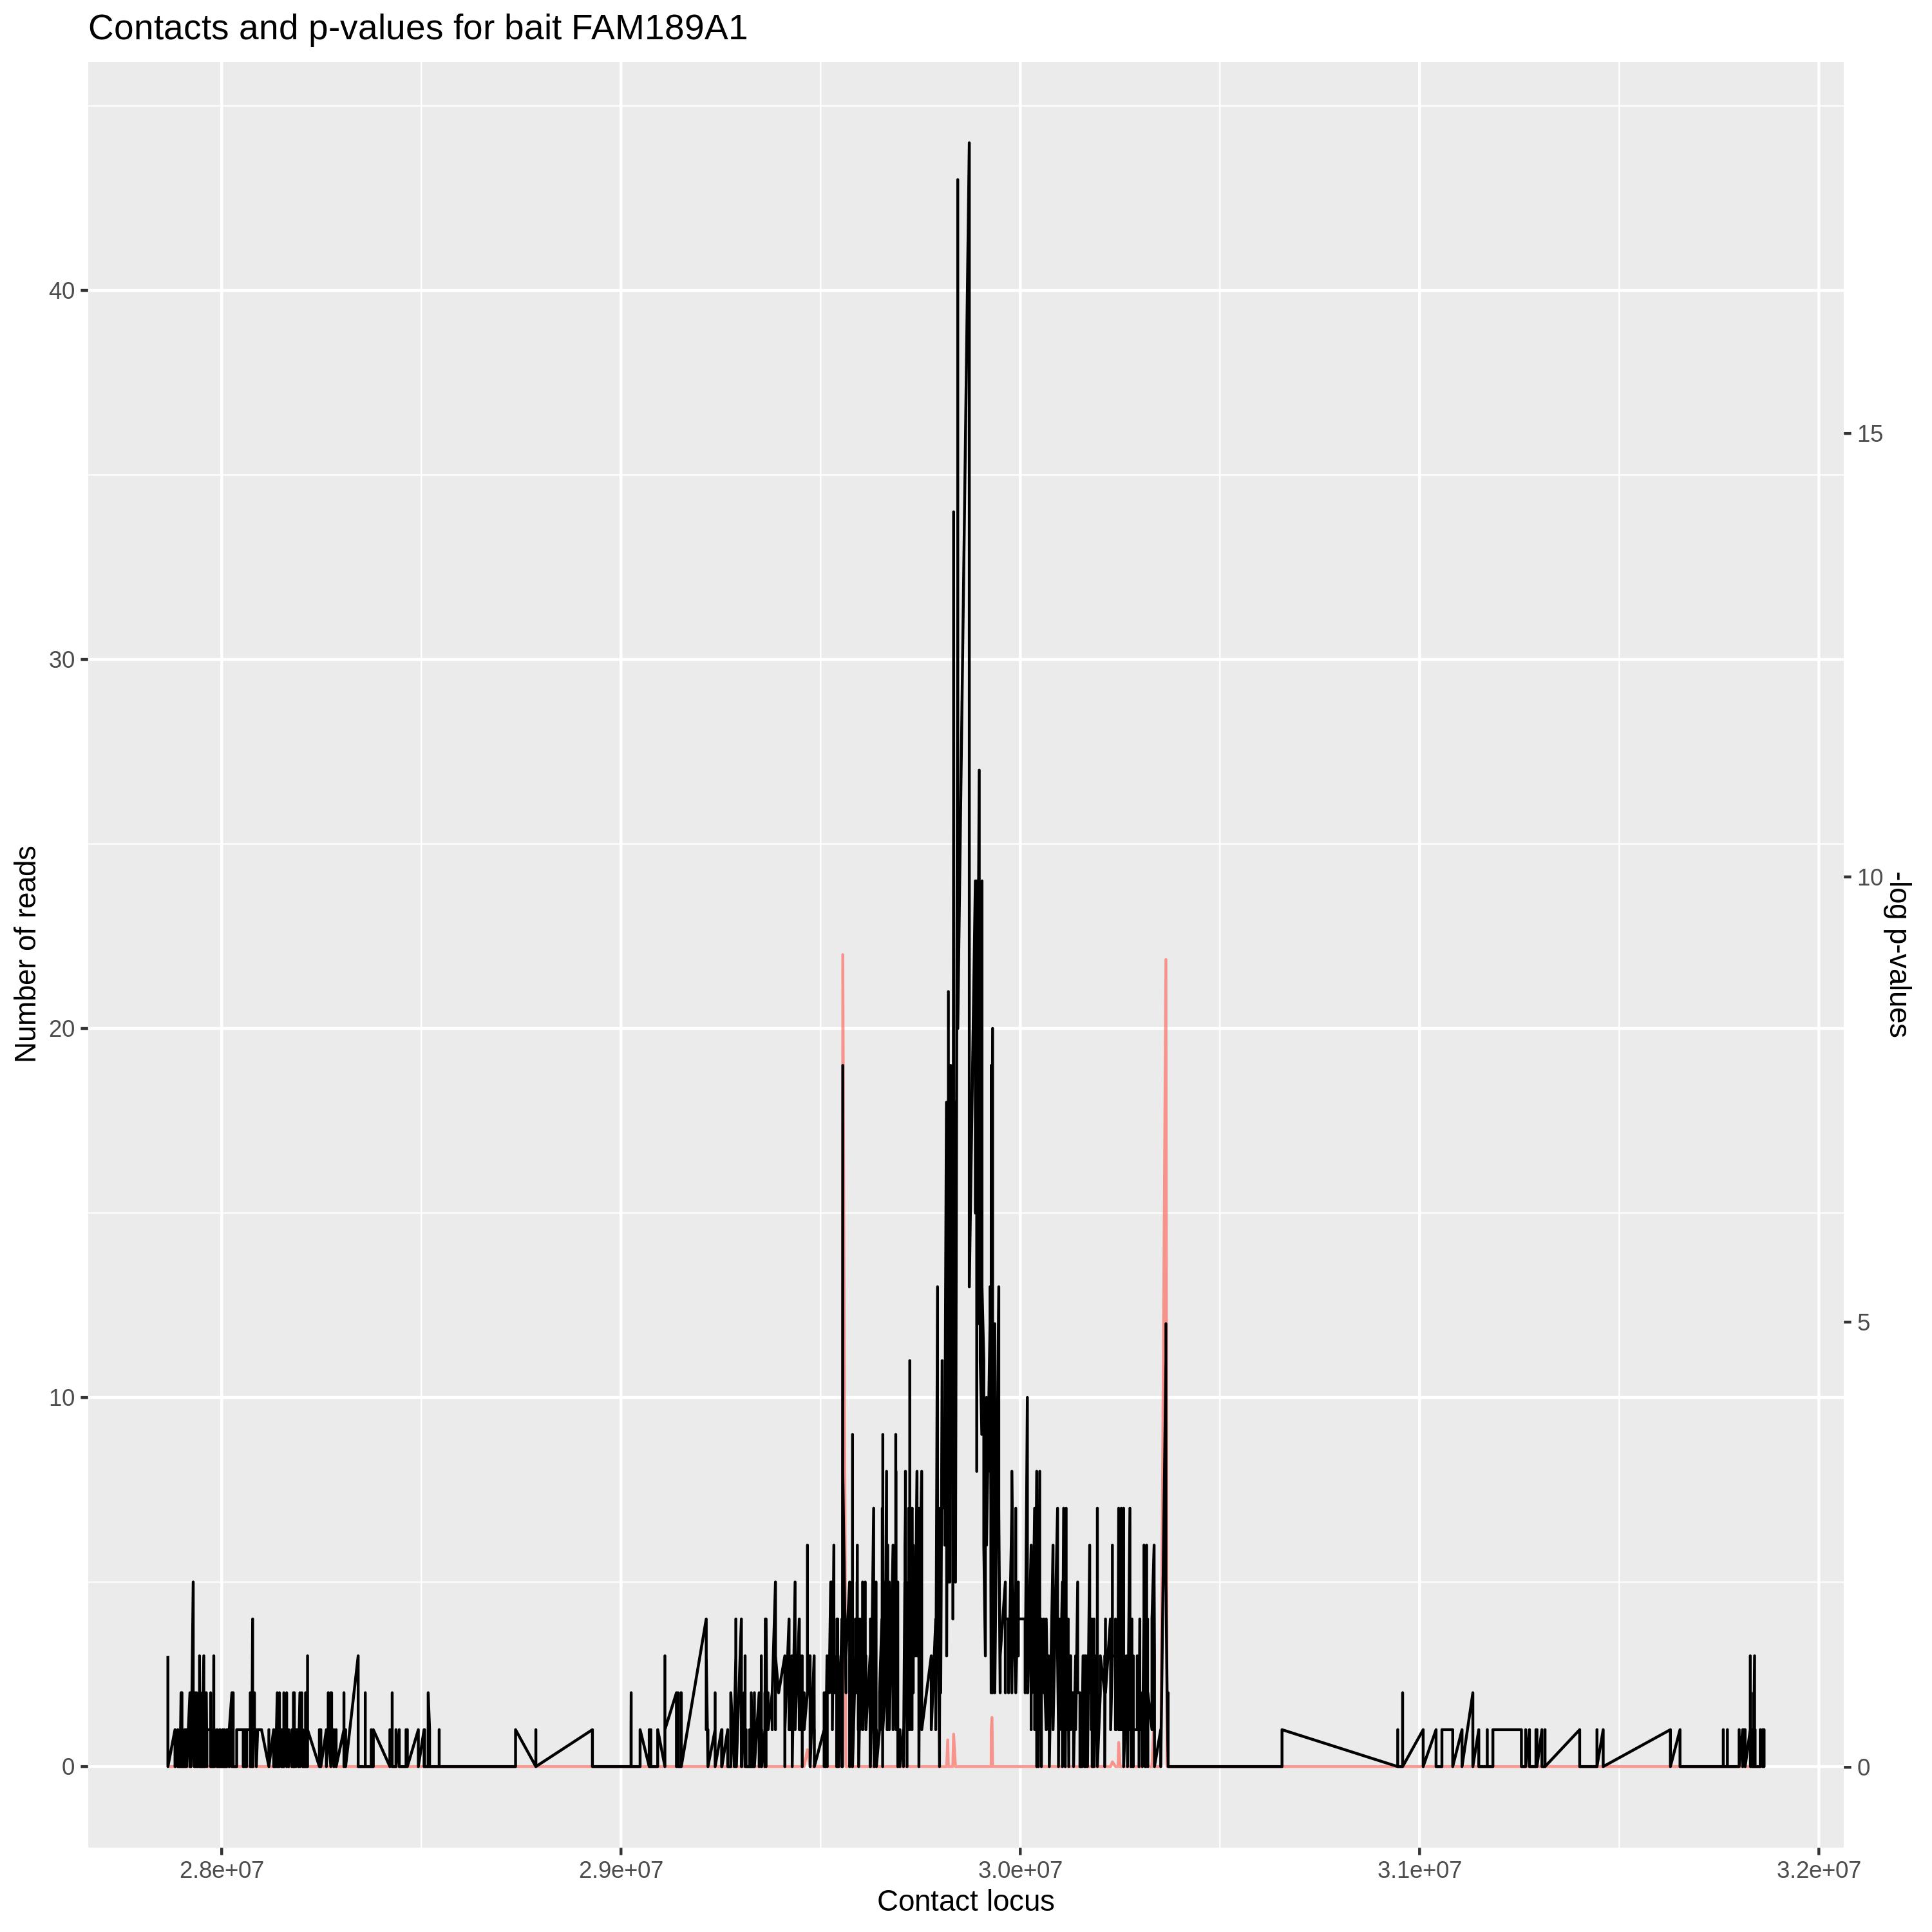 Contacts and p-values for bait FAM189A1
Number of reads
40
30
20
10
0
15
10
5
0
-log p-values
2.8e+07
2.9e+07
3.0e+07
3.1e+07
3.2e+07
Contact locus